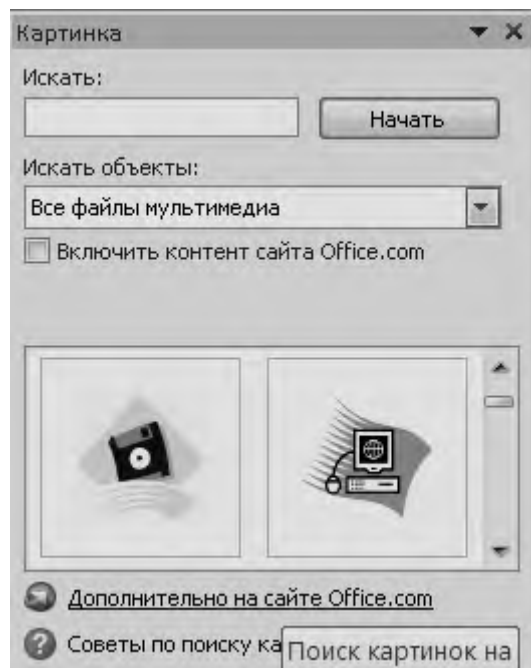 Картинка
Искать:
Начать
Искать объекты:
Все файлы мультимедиа
Включить контент сайта Office.com
Дополнительно на сайте Office.com
Советы по поиску ка
Поиск картинок на